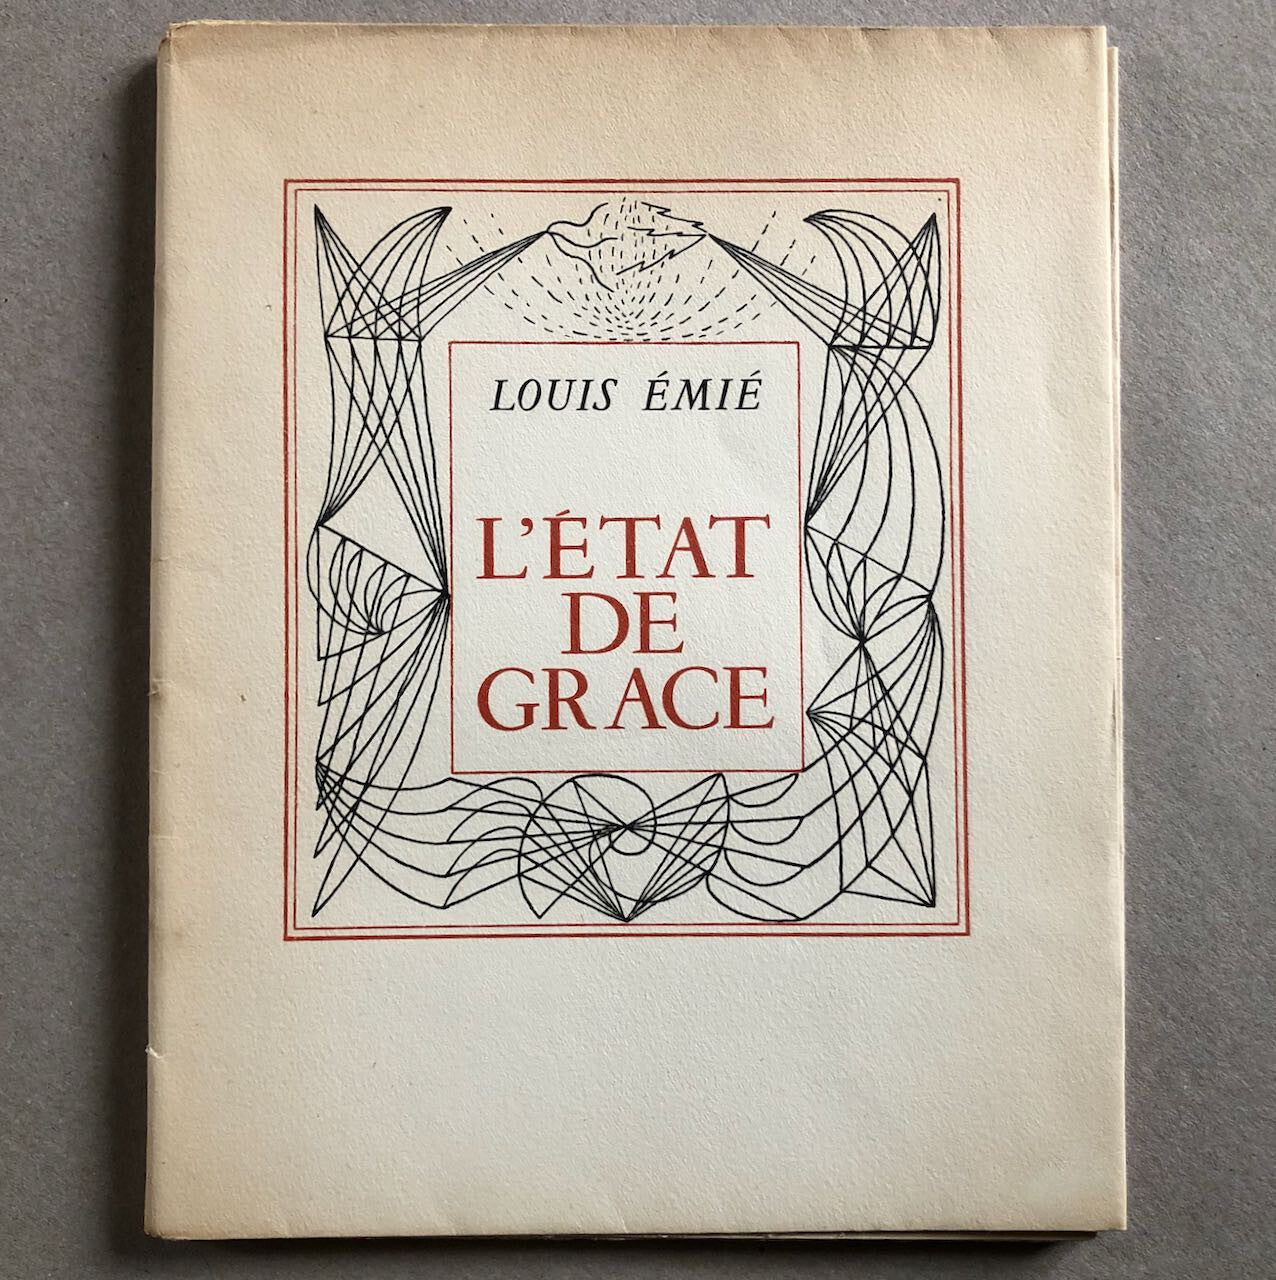 LOUIS ÉMIÉ
L'ÉTAT
DE
GRACE